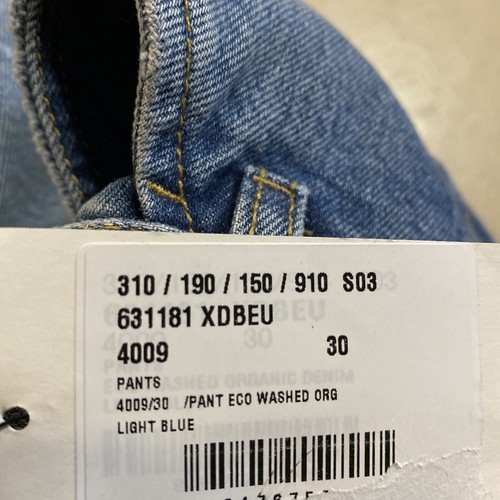 310 / 190 / 150 / 910 S03
631181 XDBEU
4009 30
PANTS
4009/30 /PANT ECO WASHED ORG
LIGHT BLUE